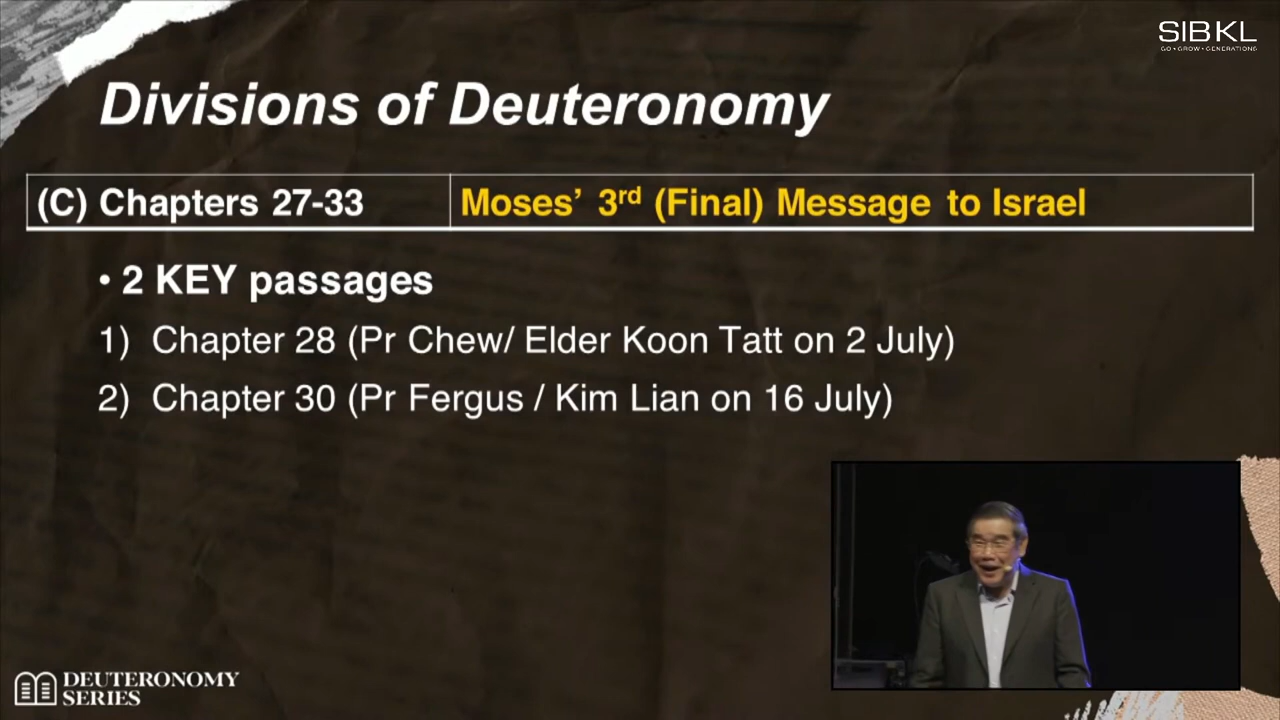 SIBKL
GO • GROW • GENERATIONS
Divisions of Deuteronomy
(C) Chapters 27-33
Moses’ 3rd (Final) Message to Israel
• 2 KEY passages
1) Chapter 28 (Pr Chew/ Elder Koon Tatt on 2 July)
2) Chapter 30 (Pr Fergus / Kim Lian on 16 July)
DEUTERONOMY
SERIES